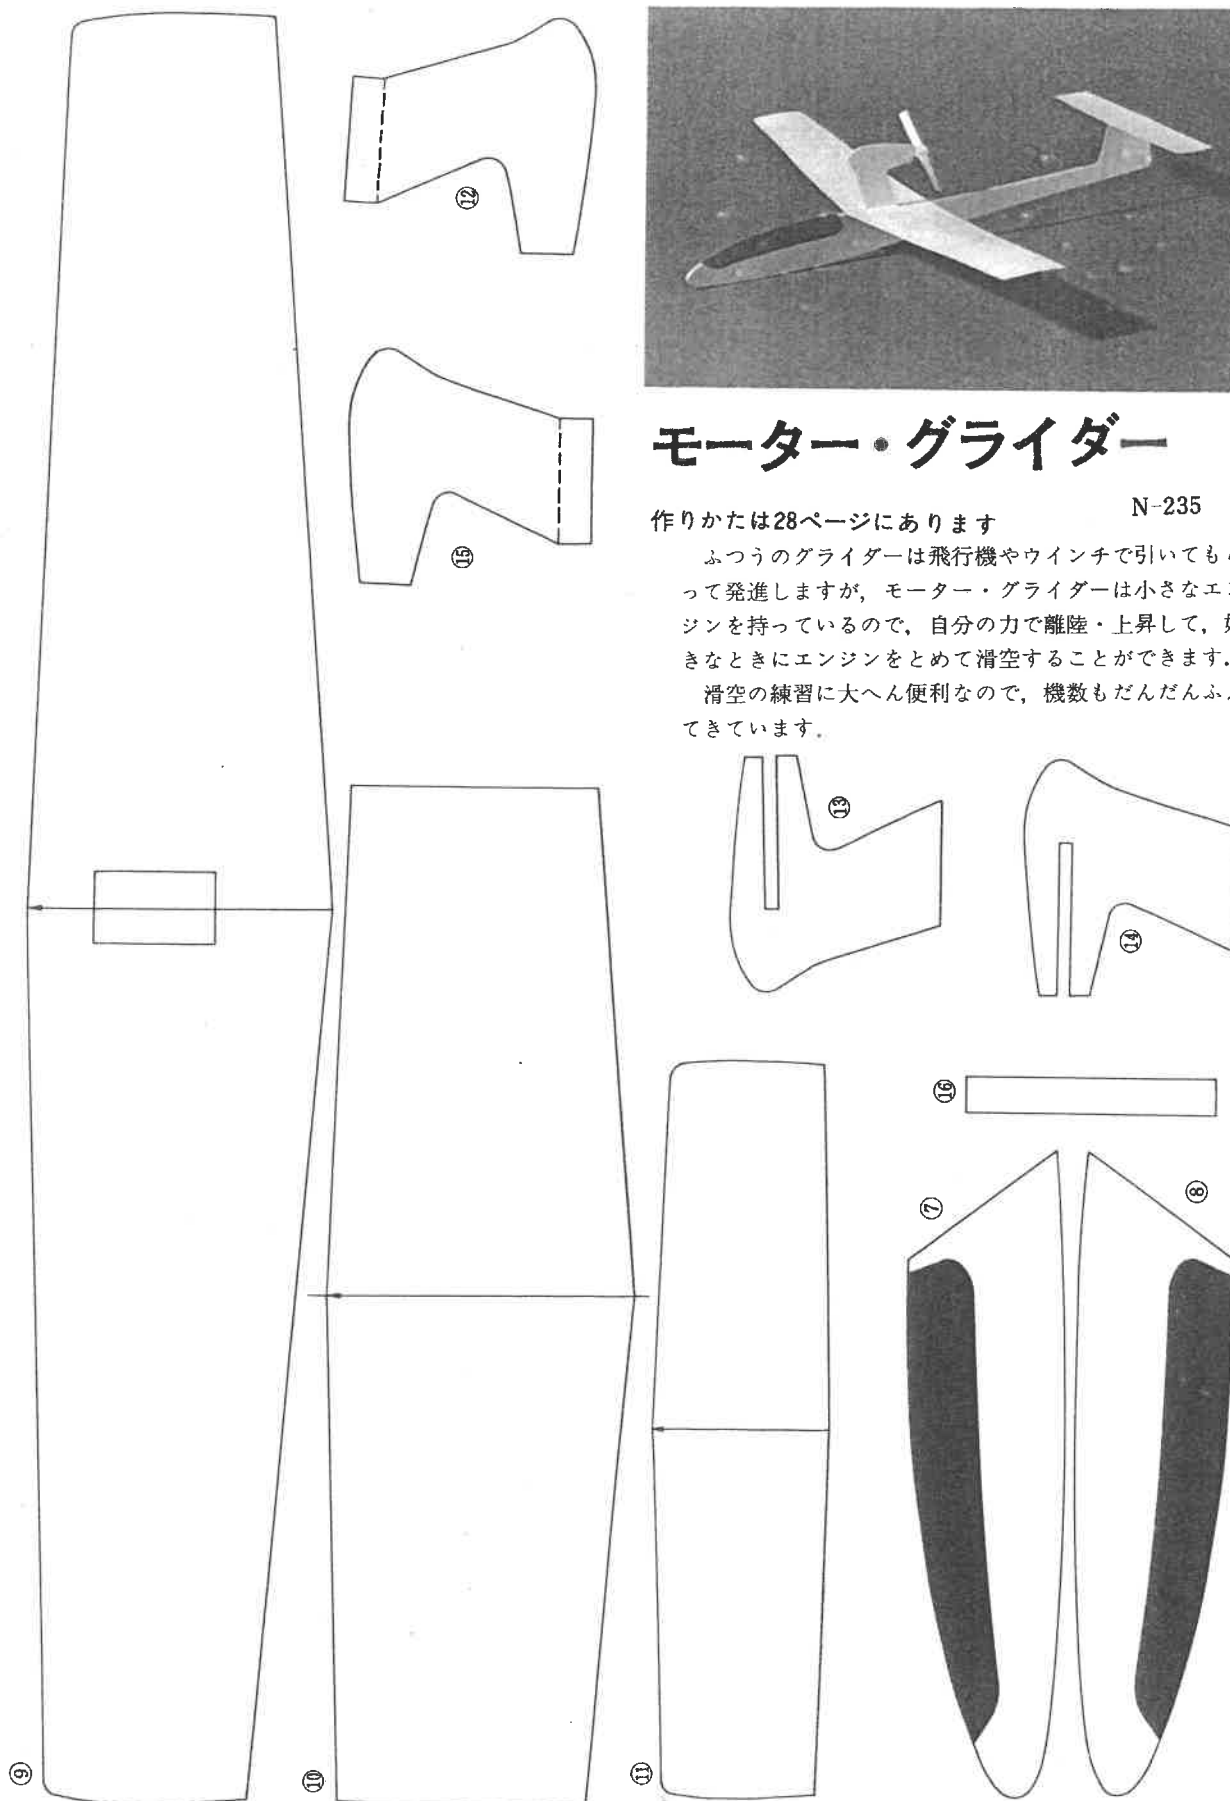 モーター・グライダー
N-235
作りかたは28ページにあります
ふつうのグライダーは飛行機やウインチで引いても
って発進しますが，モーター・グライダーは小さなエ
ジンを持っているので，自分の力で離陸・上昇して，
きなときにエンジンをとめて滑空することができます．
滑空の練習に大へん便利なので，機数もだんだんふ
てきています．
⑫
⑮
⑬
⑭
⑯
⑦
⑧
⑨
⑩
⑪